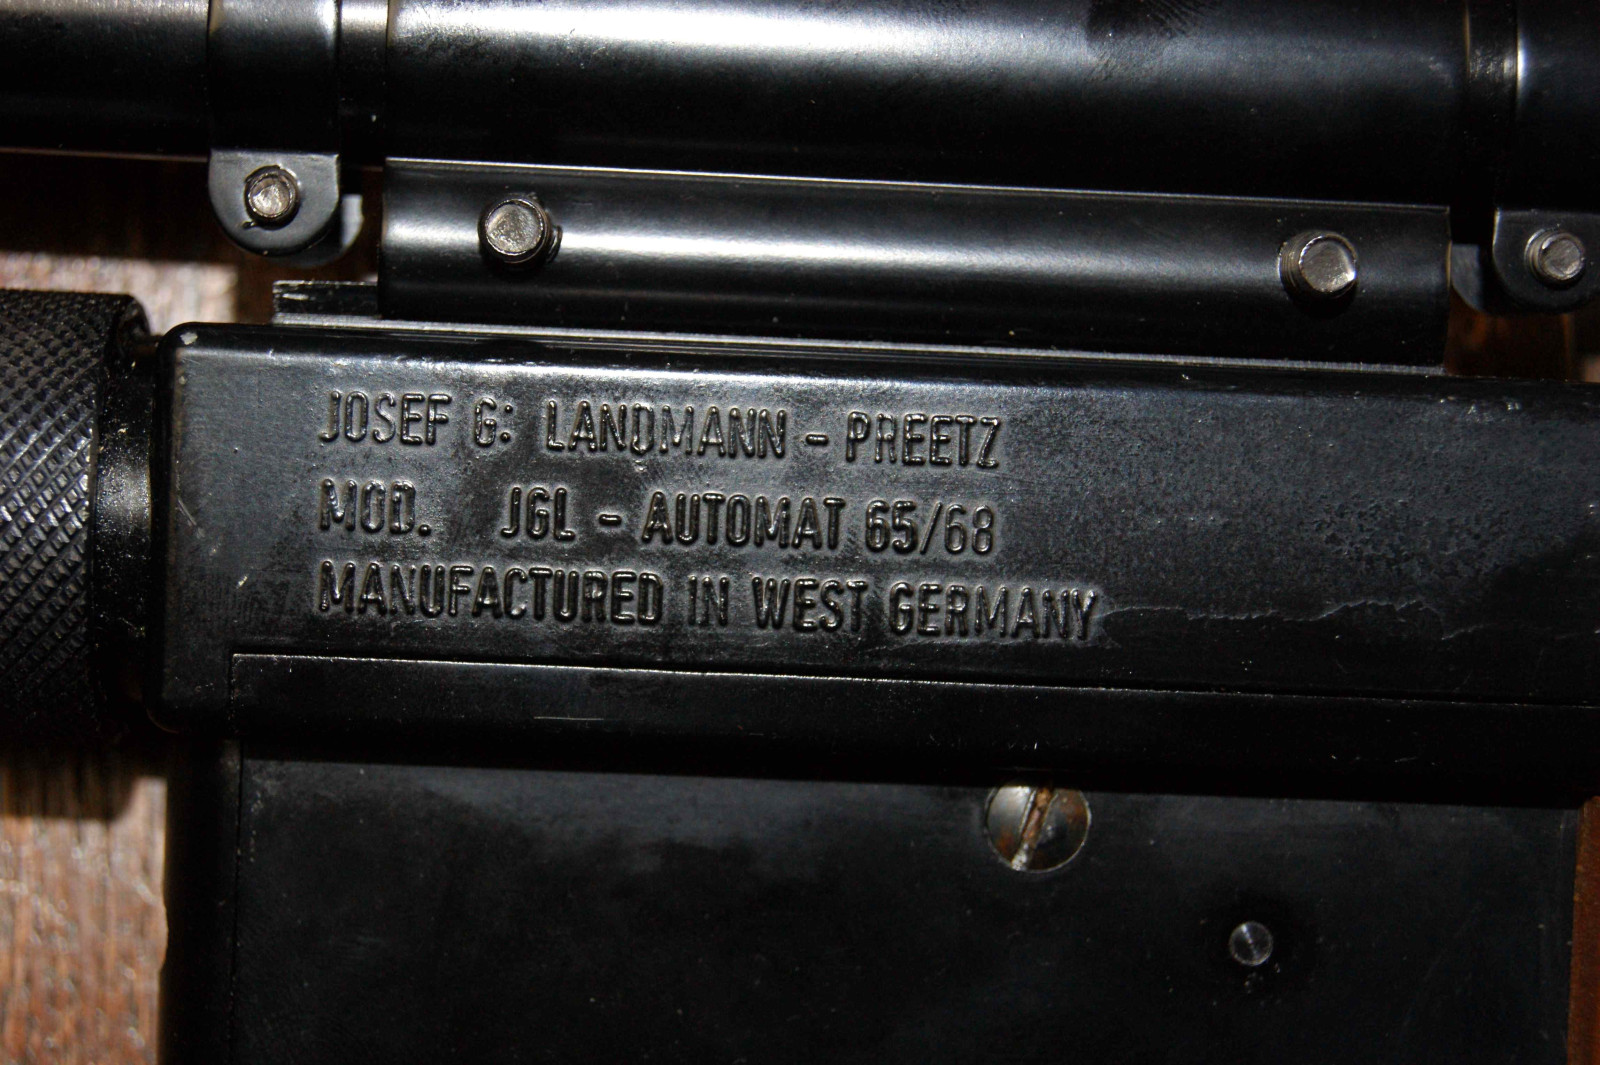 JOSEF G: LANDMANN - PREETZ
MOD. JGL - AUTOMAT 65/68
MANUFACTURED IN WEST GERMANY